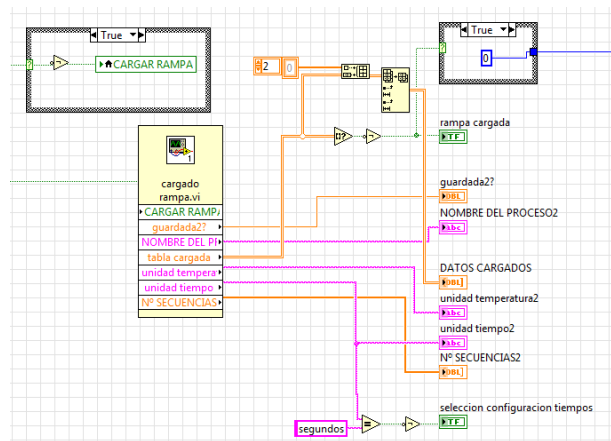 True
CARGAR RAMPA
2
0
True
0
rampa cargada
TF
cargado
rampa.vi
CARGAR RAMPA
guardada2?
NOMBRE DEL PR
tabla cargada
unidad tempera
unidad tiempo
Nº SECUENCIAS
guardada2?
DBL
NOMBRE DEL PROCESO2
abc
DATOS CARGADOS
DBL
unidad temperatura2
abc
unidad tiempo2
abc
Nº SECUENCIAS2
DBL
seleccion configuracion tiempos
TF
segundos